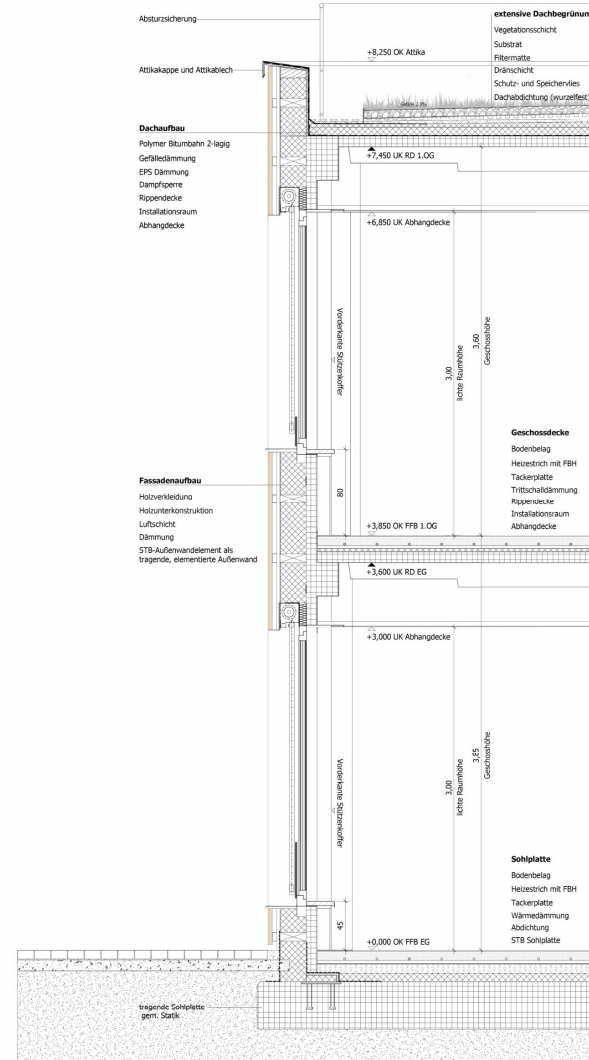 Absturzsicherung
Attikakappe und Attikablech
Dachaufbau
Polymer Bitumbahn 2-lagig
Gefälledämmung
EPS Dämmung
Dampfsperre
Rippendecke
Installationsraum
Abhangdecke
extensive Dachbegrünun
Vegetationsschicht
Substrat
Filtermatte
Dränschicht
Schutz- und Speichervlies
Dachabdichtung (wurzelfest)
+8,250 OK Attika
+7,450 UK RD 1.OG
+6,850 UK Abhangdecke
Vorderkante Stützenkoffer
3,00
lichte Raumhöhe
3,60
Geschosshöhe
80
Geschossdecke
Bodenbelag
Heizestrich mit FBH
Tackerplatte
Trittschalldämmung
Rippendecke
Installationsraum
Abhangdecke
+3,850 OK FFB 1.OG
Fassadenaufbau
Holzverkleidung
Holzunterkonstruktion
Luftschicht
Dämmung
STB-Außenwandelement als
tragende, elementierte Außenwand
+3,600 UK RD EG
+3,000 UK Abhangdecke
Vorderkante Stützenkoffer
3,00
lichte Raumhöhe
3,85
Geschosshöhe
45
Sohlplatte
Bodenbelag
Heizestrich mit FBH
Tackerplatte
Wärmedämmung
Abdichtung
STB Sohlplatte
+0,000 OK FFB EG
tragende Sohlplatte
gem. Statik